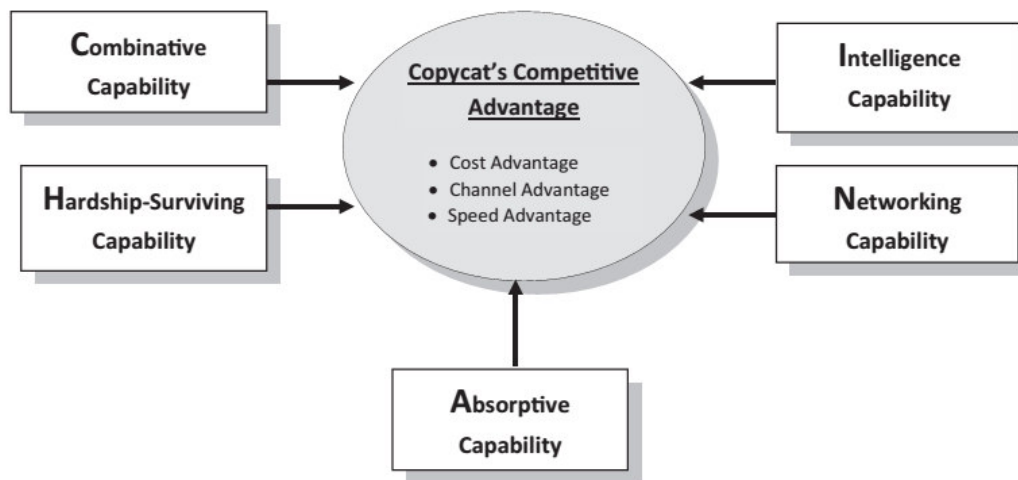 Combinative
Capability
Hardship-Surviving
Capability
Copycat's Competitive
Advantage
• Cost Advantage
• Channel Advantage
• Speed Advantage
Intelligence
Capability
Networking
Capability
Absorptive
Capability